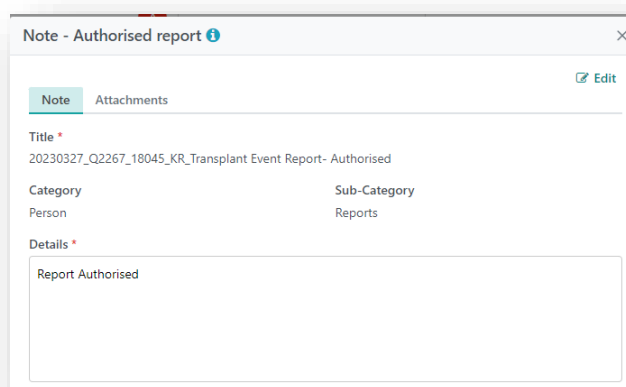 Note - Authorised report
Edit
Note Attachments
Title *
20230327_Q2267_18045_KR_Transplant Event Report- Authorised
Category Sub-Category
Person Reports
Details *
Report Authorised